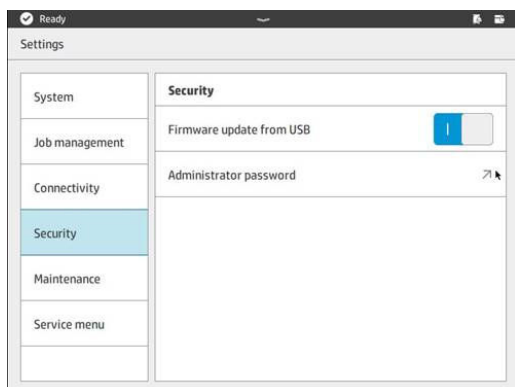 Ready
Settings
System
Job management
Connectivity
Security
Maintenance
Service menu
Security
Firmware update from USB
Administrator password